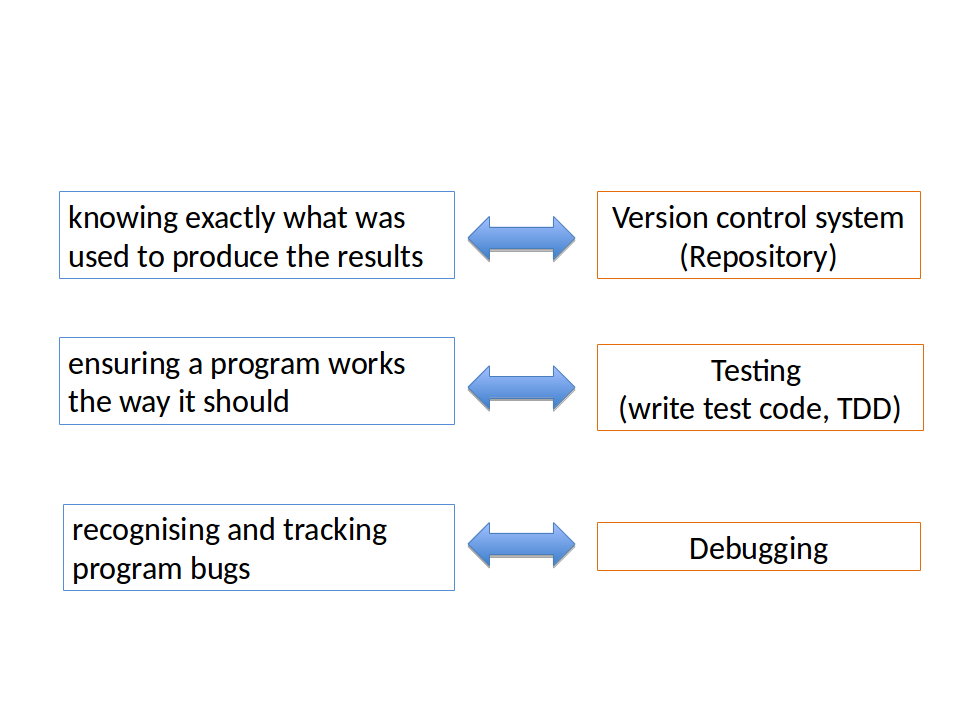 knowing exactly what was
used to produce the results
Version control system
(Repository)
ensuring a program works
the way it should
Testing
(write test code, TDD)
recognising and tracking
program bugs
Debugging